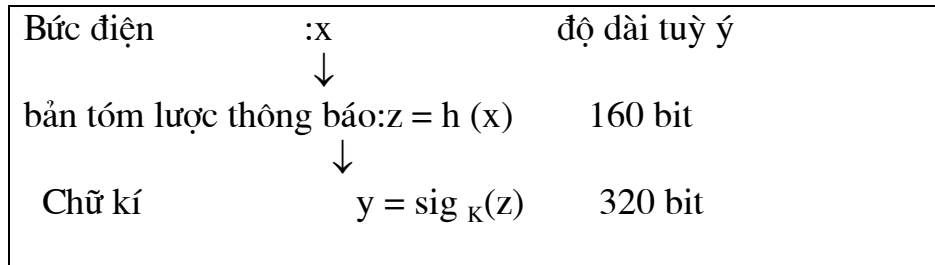 Bức điện :x độ dài tuỳ ý
↓
bản tóm lược thông báo:z = h (x) 160 bit
↓
Chữ kí y = sig K(z) 320 bit